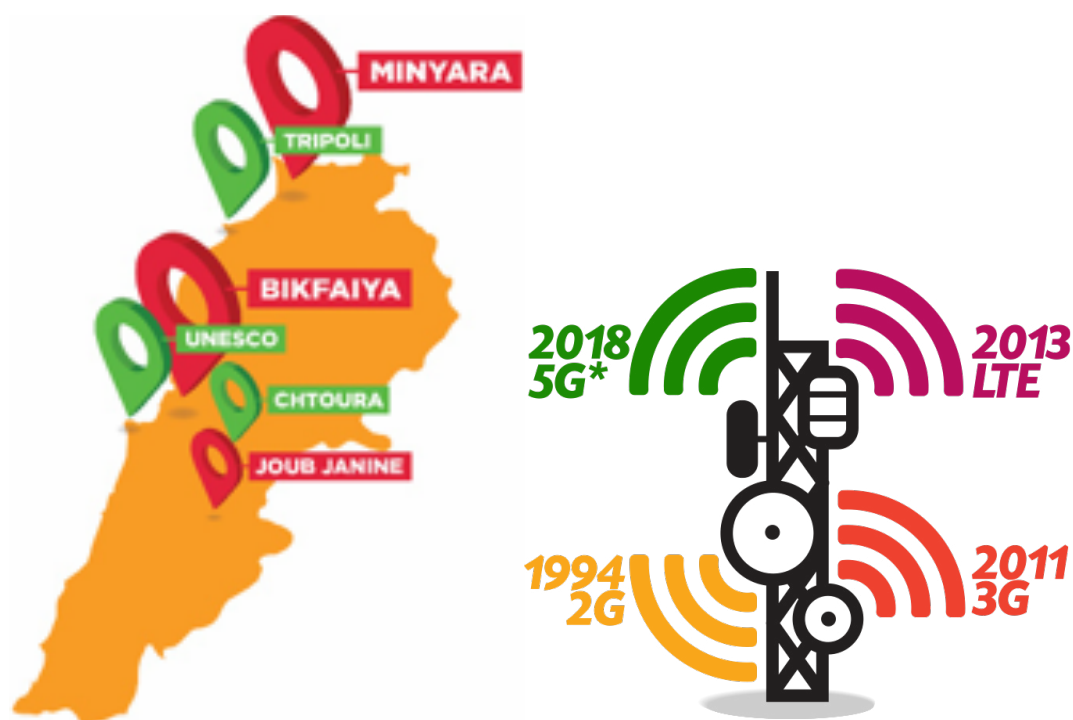 MINYARA
TRIPOLI
BIKFAIYA
UNESCO
CHTOURA
JOUB JANINE
2018
5G*
2013
LTE
1994
2G
2011
3G